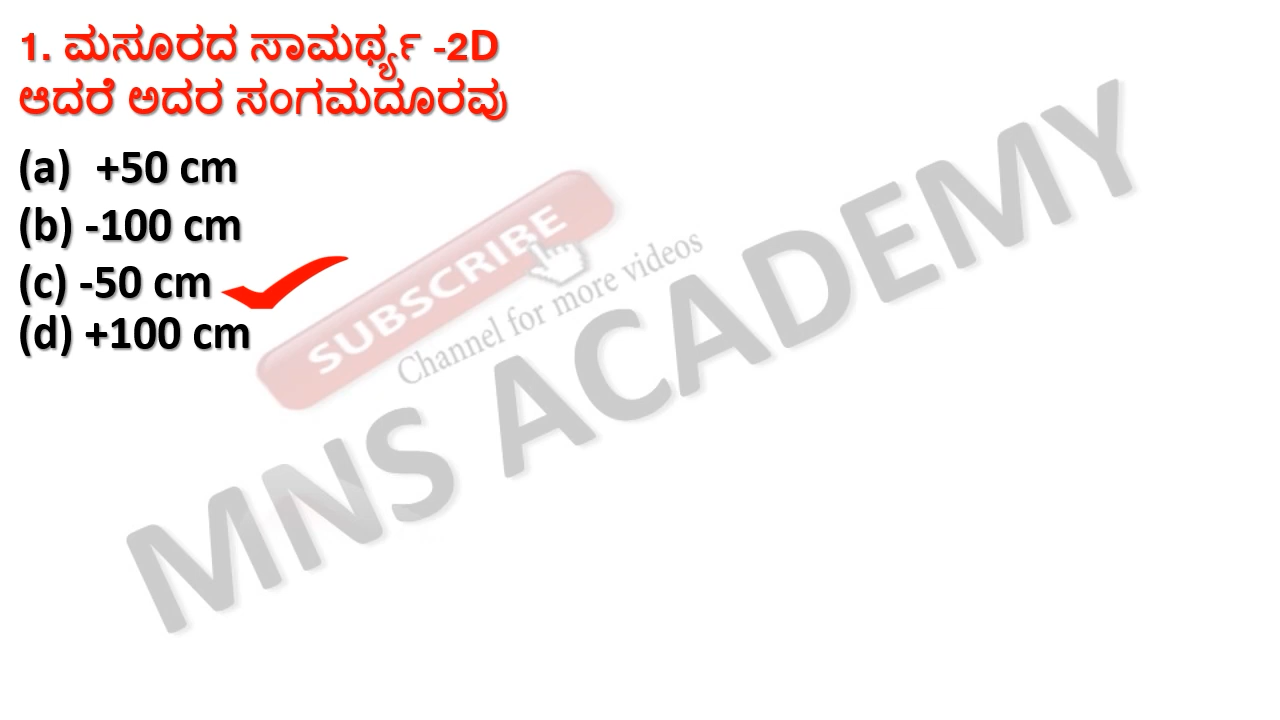 1. ಮಸೂರದ ಸಾಮರ್ಥ್ಯ -2D
ಆದರೆ ಅದರ ಸಂಗಮದೂರವು
(a) +50 cm
(b) -100 cm
(c) -50 cm
(d) +100 cm
SUBSCRIBE
Channel for more videos
MNS ACADEMY